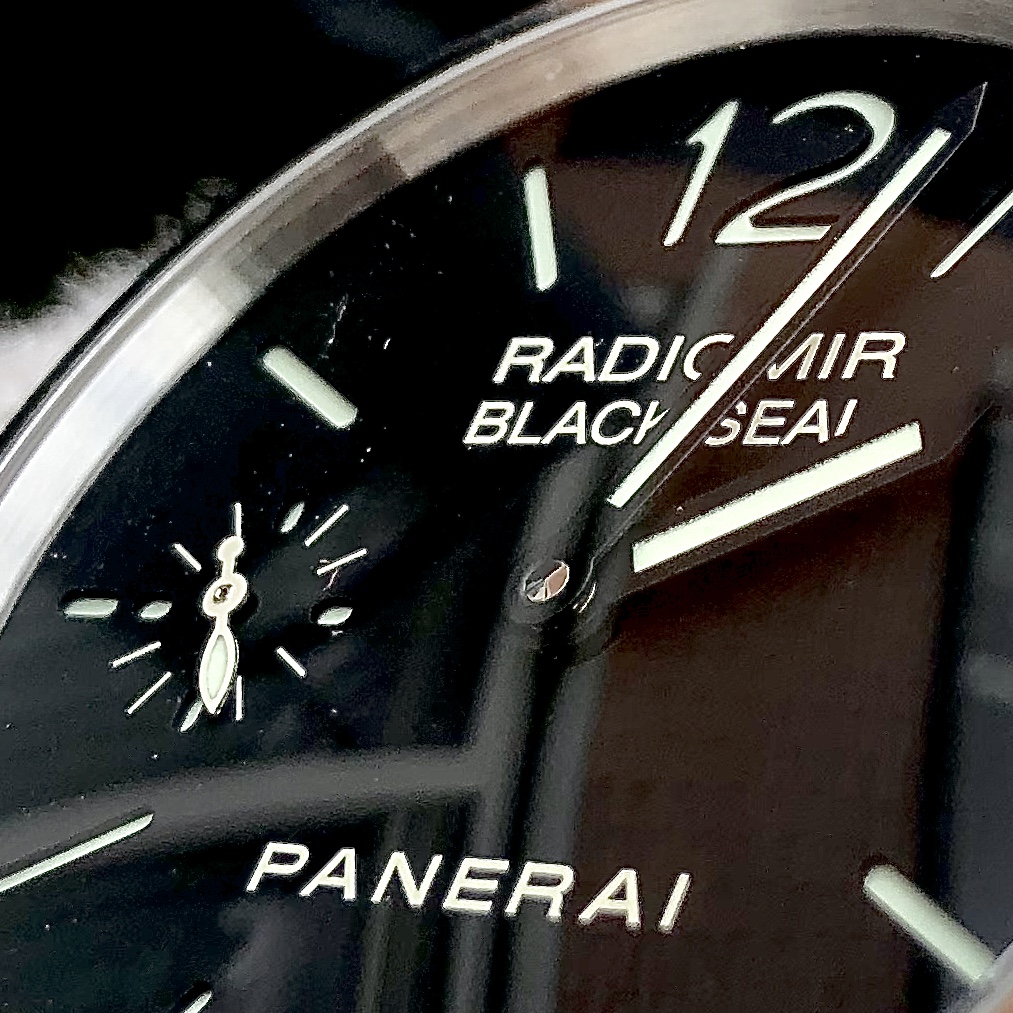 12
RADIOMIR
BLACK SEAL
PANERAI